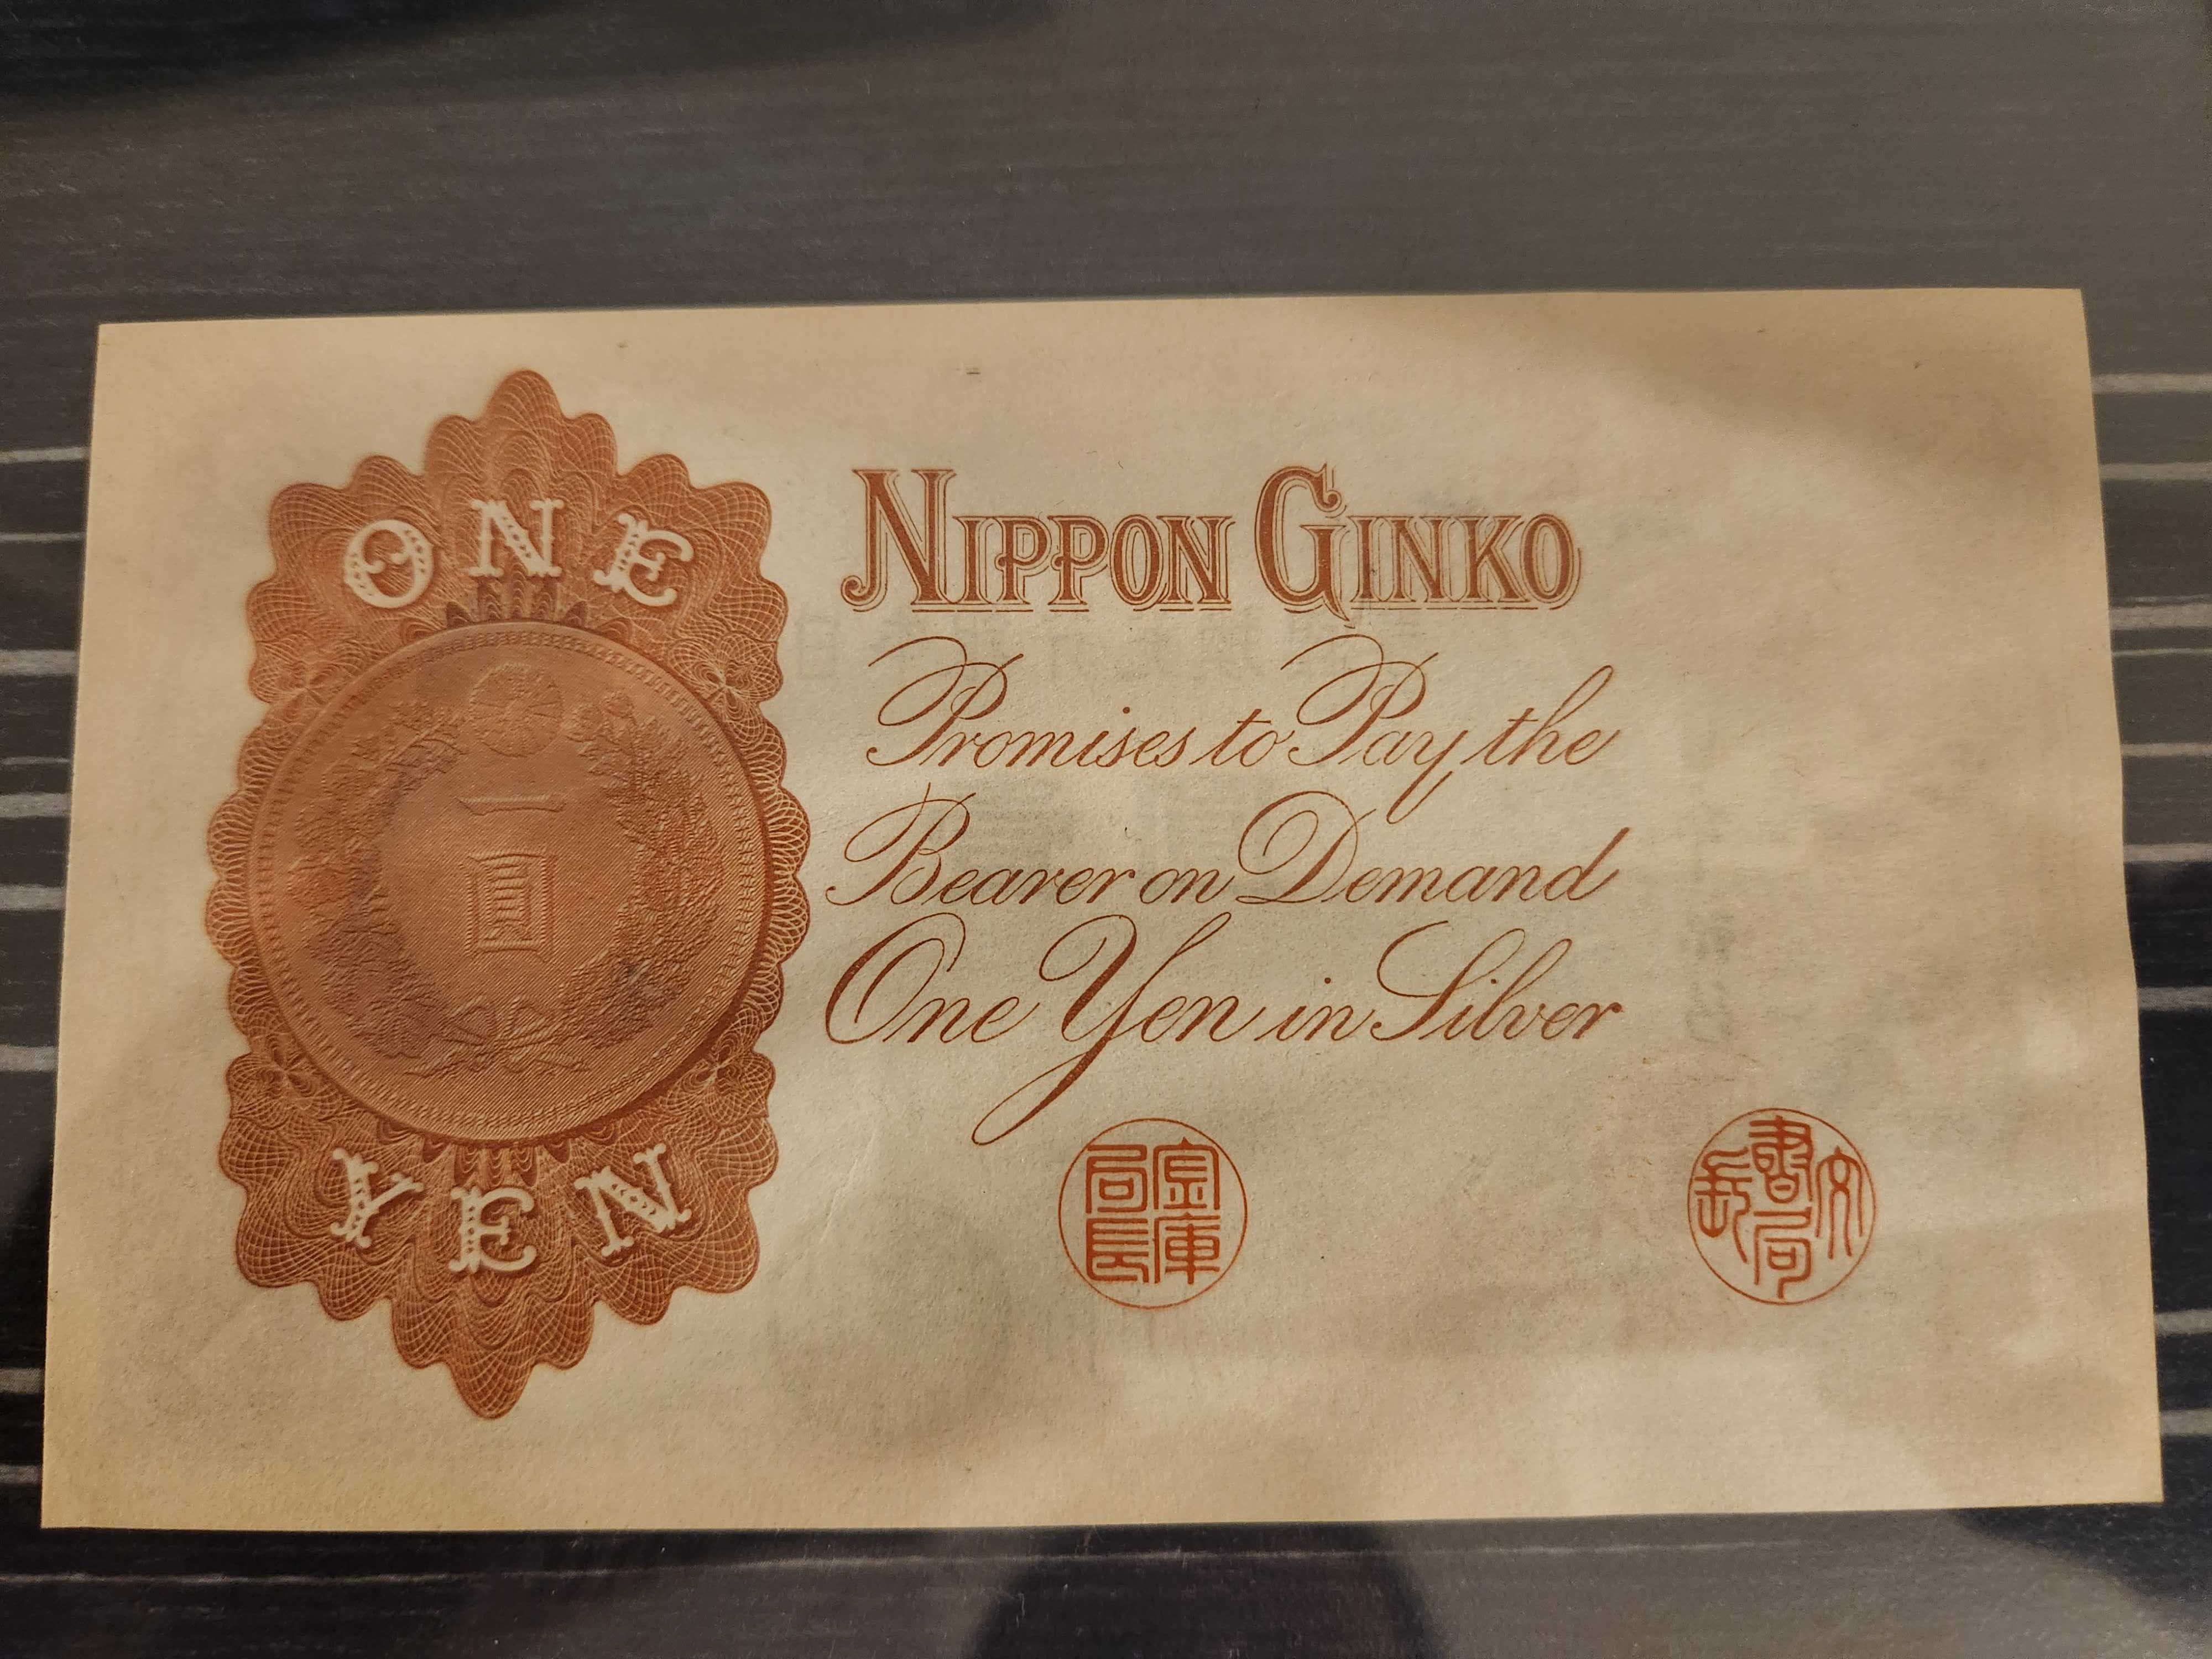 ONE
一
圓
YEN
NIPPON GINKO
Promises to Pay the
Bearer on Demand
One Yen in Silver
金庫
局長
文書局長